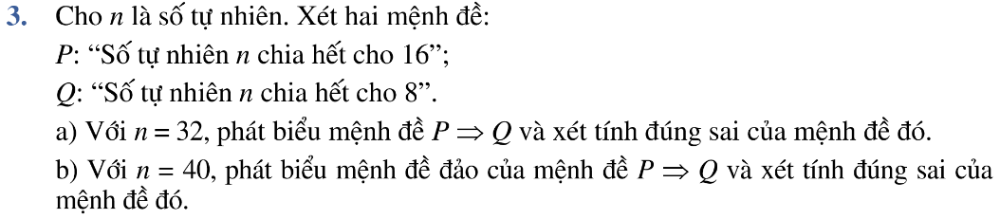 3. Cho n là số tự nhiên. Xét hai mệnh đề:
P: “Số tự nhiên n chia hết cho 16”;
Q: “Số tự nhiên n chia hết cho 8”.
a) Với n = 32, phát biểu mệnh đề P ⇒ Q và xét tính đúng sai của mệnh đề đó.
b) Với n = 40, phát biểu mệnh đề đảo của mệnh đề P ⇒ Q và xét tính đúng sai của
mệnh đề đó.